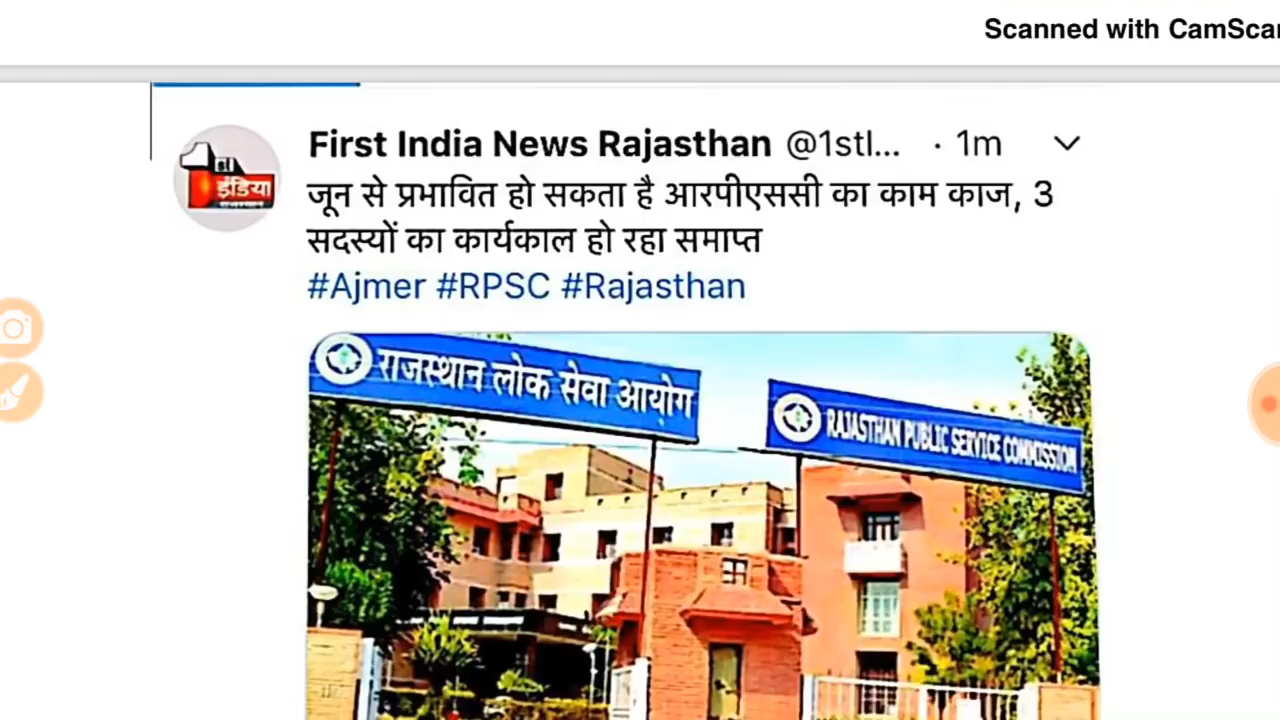 Scanned with CamScan
First India News Rajasthan @1stI... · 1m
इंडिया
जून से प्रभावित हो सकता है आरपीएससी का काम काज, 3
सदस्यों का कार्यकाल हो रहा समाप्त
#Ajmer #RPSC #Rajasthan
राजस्थान लोक सेवा आयोग
RAJASTHAN PUBLIC SERVICE COMMISSION